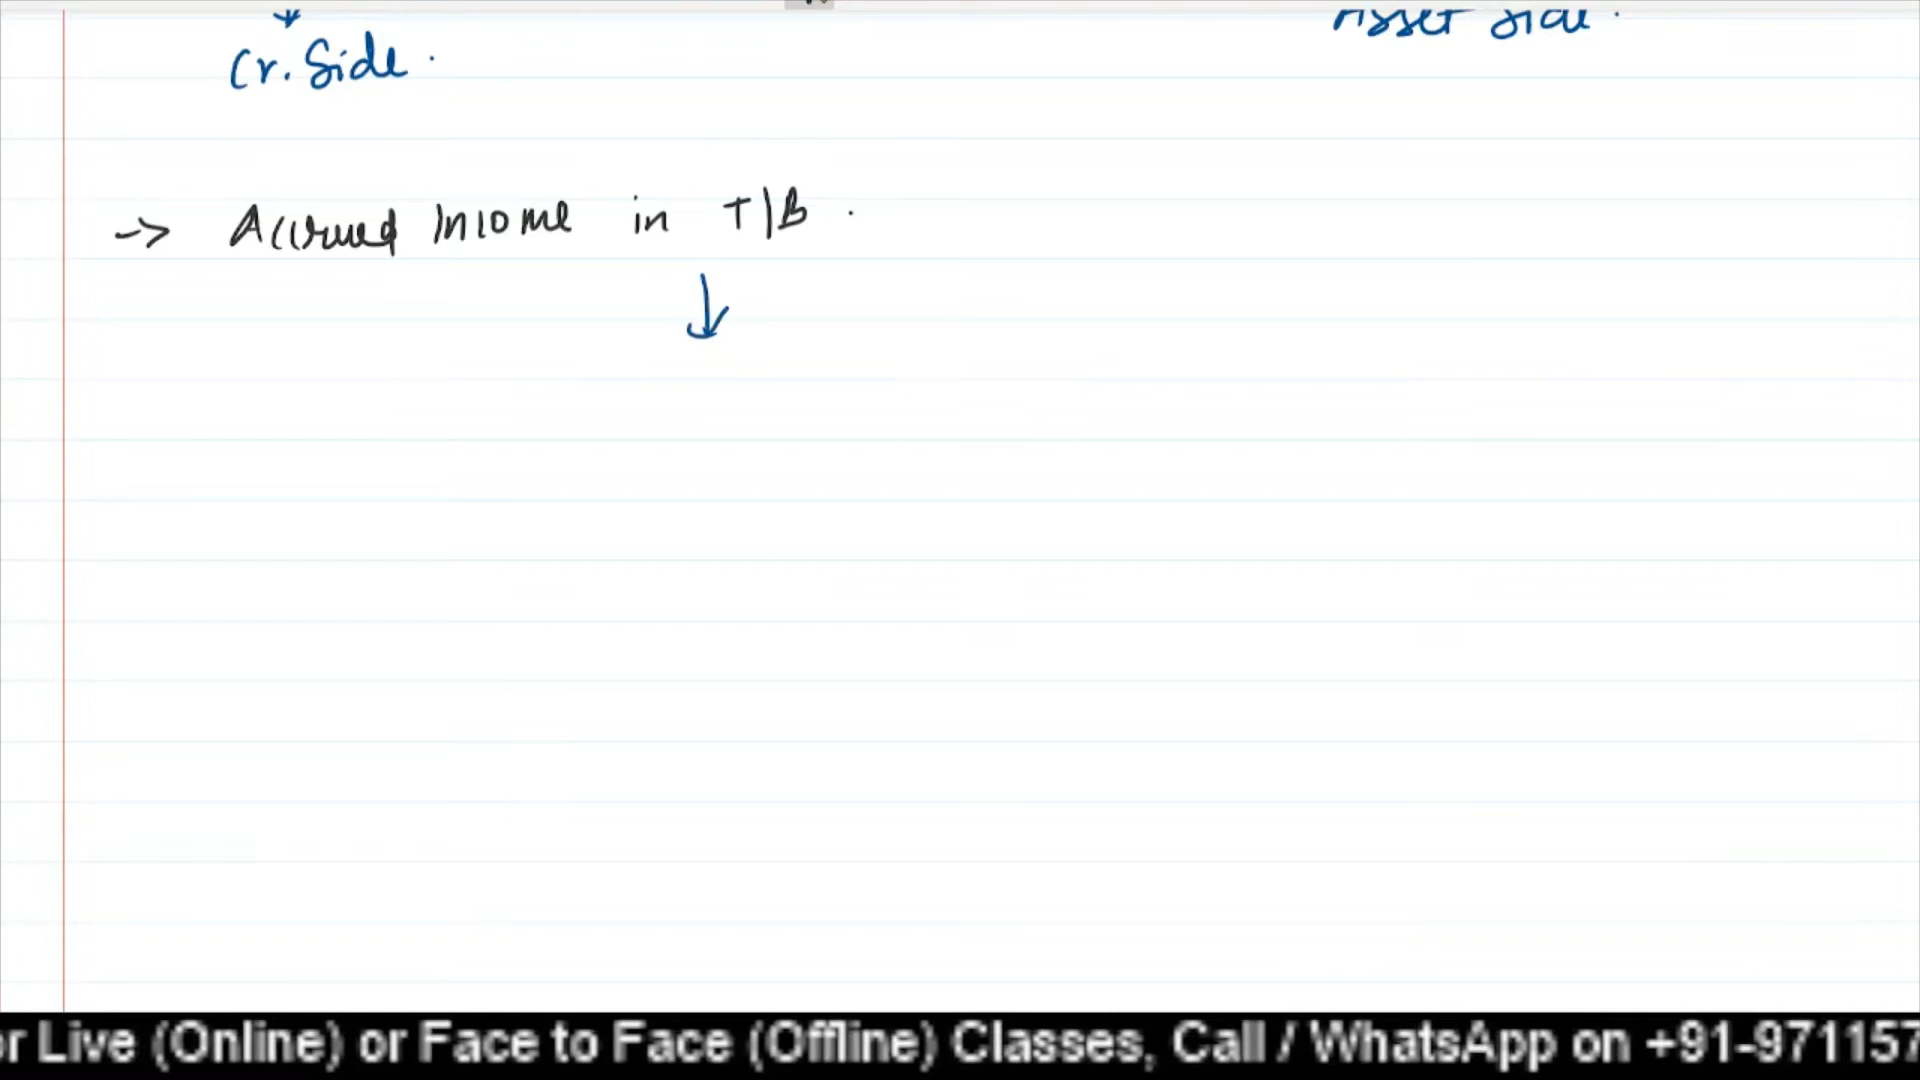 Asset Side.
Cr. Side.
-> Accrued Income in T/B.
or Live (Online) or Face to Face (Offline) Classes, Call / WhatsApp on +91-971157